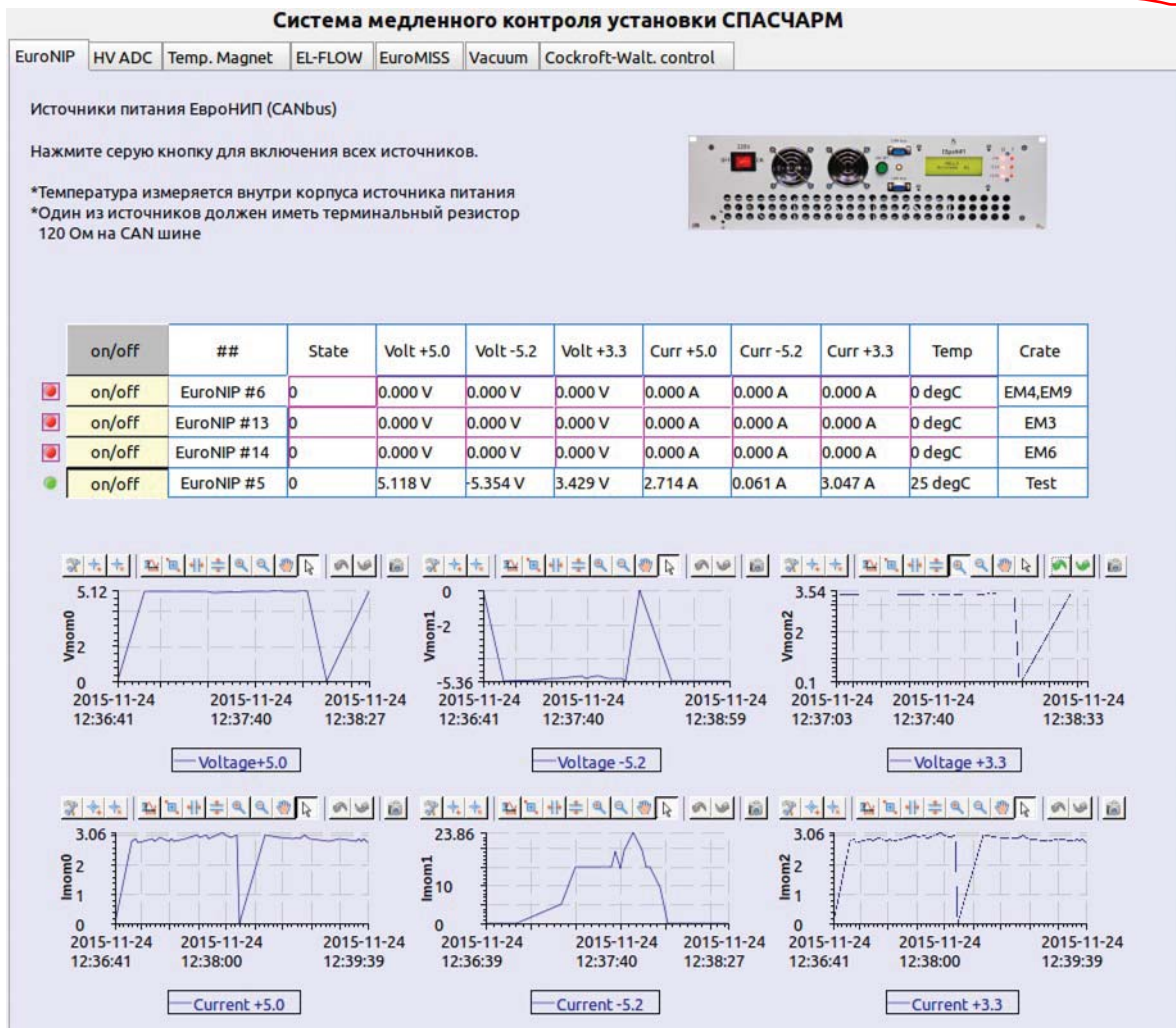 Система медленного контроля установки СПАСЧАРМ
EuroNIP HV ADC Temp. Magnet EL-FLOW EuroMISS Vacuum Cockroft-Walt. control
Источники питания ЕвроНИП (CANbus)
Нажмите серую кнопку для включения всех источников.
*Температура измеряется внутри корпуса источника питания
*Один из источников должен иметь терминальный резистор
120 Ом на CAN шине
on/off ## State Volt +5.0 Volt -5.2 Volt +3.3 Curr +5.0 Curr -5.2 Curr +3.3 Temp Crate
on/off EuroNIP #6 0 0.000 V 0.000 V 0.000 V 0.000 A 0.000 A 0.000 A 0 degC EM4,EM9
on/off EuroNIP #13 0 0.000 V 0.000 V 0.000 V 0.000 A 0.000 A 0.000 A 0 degC EM3
on/off EuroNIP #14 0 0.000 V 0.000 V 0.000 V 0.000 A 0.000 A 0.000 A 0 degC EM6
on/off EuroNIP #5 0 5.118 V -5.354 V 3.429 V 2.714 A 0.061 A 3.047 A 25 degC Test
5.12
2
0
Vmom0
2015-11-24 2015-11-24 2015-11-24
12:36:41 12:37:40 12:38:27
Voltage+5.0
0
-2
-5.36
Vmom1
2015-11-24 2015-11-24 2015-11-24
12:36:41 12:37:40 12:38:59
Voltage -5.2
3.54
2
0.1
Vmom2
2015-11-24 2015-11-24 2015-11-24
12:37:03 12:37:40 12:38:33
Voltage +3.3
3.06
2
1
0
Imom0
2015-11-24 2015-11-24 2015-11-24
12:36:41 12:38:00 12:39:39
Current +5.0
23.86
10
0
Imom1
2015-11-24 2015-11-24 2015-11-24
12:36:39 12:37:40 12:38:27
Current -5.2
3.06
2
1
0
Imom2
2015-11-24 2015-11-24 2015-11-24
12:36:41 12:38:00 12:39:39
Current +3.3